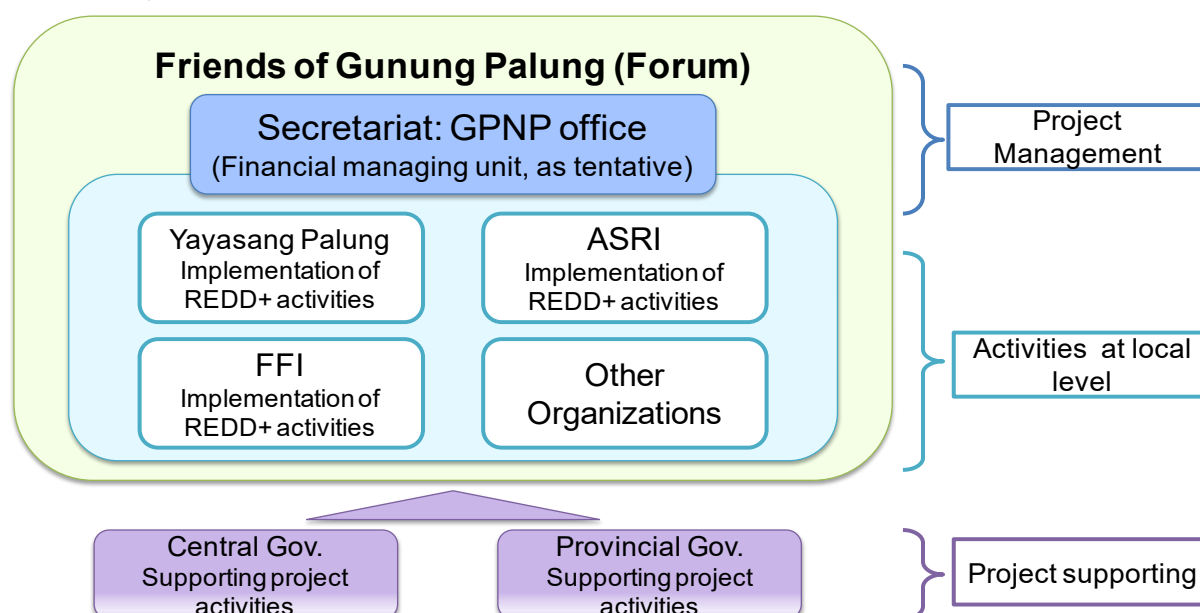 Friends of Gunung Palung (Forum)
Secretariat: GPNP office
(Financial managing unit, as tentative)
Project
Management
Yayasang Palung
Implementation of
REDD+ activities
ASRI
Implementation of
REDD+ activities
FFI
Implementation of
REDD+ activities
Other
Organizations
Activities at local
level
Central Gov.
Supporting project
activities
Provincial Gov.
Supporting project
activities
Project supporting